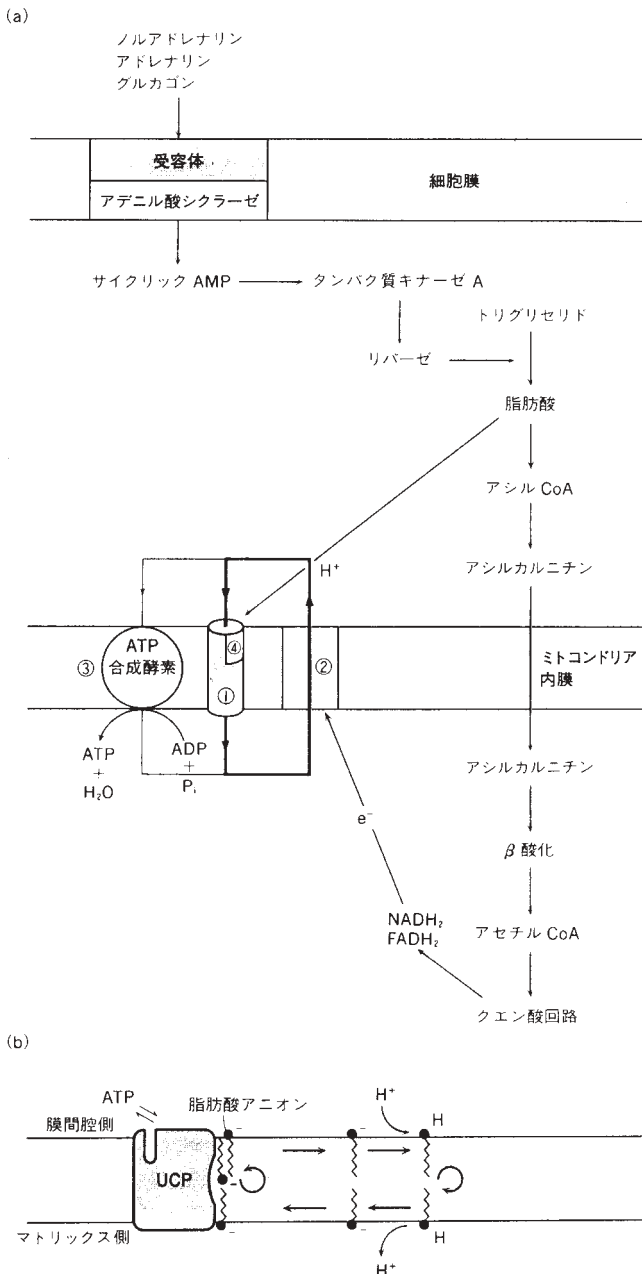 (a)
ノルアドレナリン
アドレナリン
グルカゴン
受容体
アデニル酸シクラーゼ
細胞膜
サイクリック AMP
タンパク質キナーゼ A
トリグリセリド
リパーゼ
脂肪酸
アシル CoA
アシルカルニチン
H⁺
ATP
合成酵素
③
④
①
②
ミトコンドリア
内膜
ATP
+
H₂O
ADP
+
Pᵢ
アシルカルニチン
e⁻
β 酸化
NADH₂
FADH₂
アセチル CoA
クエン酸回路
(b)
ATP
脂肪酸アニオン
H⁺
H
膜間腔側
UCP
マトリックス側
H
H⁺